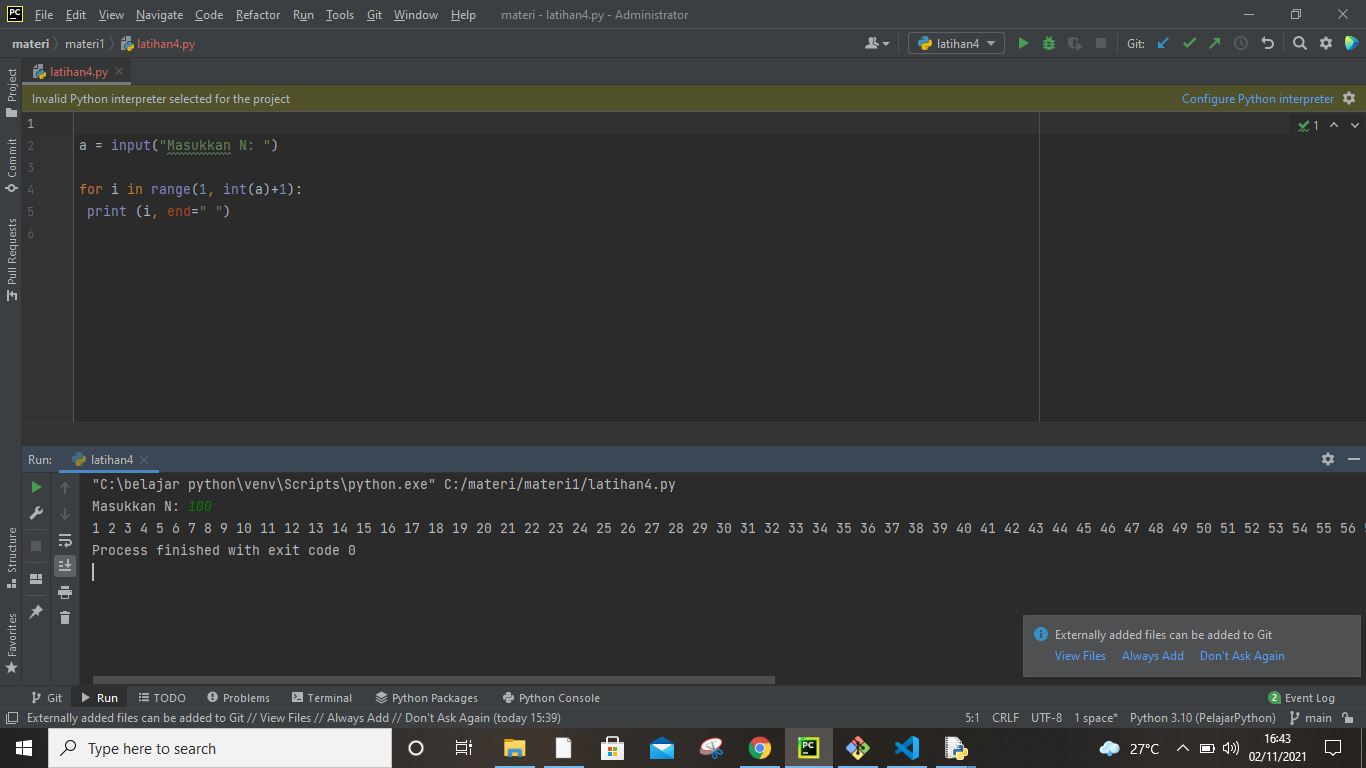 PC File Edit View Navigate Code Refactor Run Tools Git Window Help materi - latihan4.py - Administrator
materi materi1 latihan4.py latihan4 Git:
latihan4.py
Invalid Python interpreter selected for the project Configure Python interpreter
1
2 a = input("Masukkan N: ")
3
4 for i in range(1, int(a)+1):
5 print (i, end=" ")
6
1
Project
Commit
Pull Requests
Structure
Favorites
Run: latihan4
"C:\belajar python\venv\Scripts\python.exe" C:/materi/materi1/latihan4.py
Masukkan N: 100
1 2 3 4 5 6 7 8 9 10 11 12 13 14 15 16 17 18 19 20 21 22 23 24 25 26 27 28 29 30 31 32 33 34 35 36 37 38 39 40 41 42 43 44 45 46 47 48 49 50 51 52 53 54 55 56
Process finished with exit code 0
Externally added files can be added to Git
View Files Always Add Don't Ask Again
Git Run TODO Problems Terminal Python Packages Python Console 2 Event Log
Externally added files can be added to Git // View Files // Always Add // Don't Ask Again (today 15:39) 5:1 CRLF UTF-8 1 space* Python 3.10 (PelajarPython) main
Type here to search PC 27°C 16:43
02/11/2021